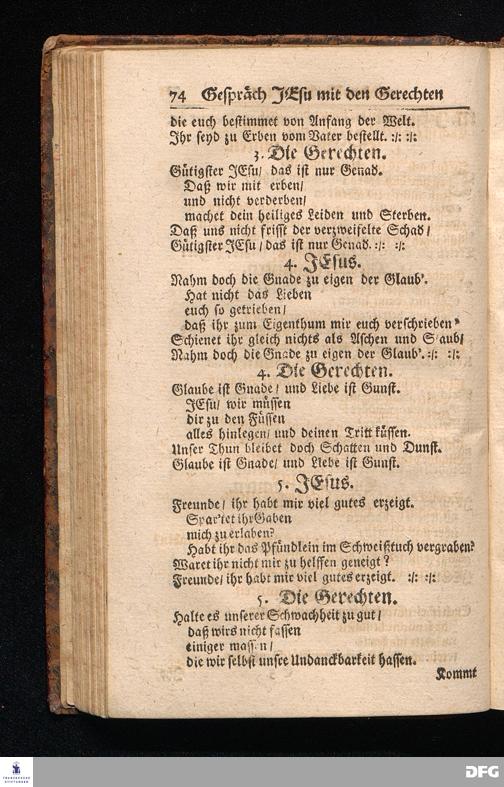 74 Gespräch JEsu mit den Gerechten
die euch bestimmet von Anfang der Welt.
Ihr seyd zu Erben vom Vater bestellt. :/: :/:
3. Die Gerechten.
Gütigster JEsu/ das ist nur Genad.
Daß wir mit erben/
und nicht verderben/
machet dein heiliges Leiden und Sterben.
Daß uns nicht frisst der verzweifelte Schad/
Gütigster JEsu/ das ist nur Genad. :/: :/:
4. JEsus.
Nahm doch die Gnade zu eigen der Glaub'.
Hat nicht das Lieben
euch so getrieben/
daß ihr zum Eigenthum mir euch verschrieben?
Schienet ihr gleich nichts als Aschen und Staub/
Nahm doch die Gnade zu eigen der Glaub'. :/: :/:
4. Die Gerechten.
Glaube ist Gnade/ und Liebe ist Gunst.
JEsu/ wir müssen
dir zu den Füssen
alles hinlegen/ und deinen Tritt küssen.
Unser Thun bleibet doch Schatten und Dunst.
Glaube ist Gnade/ und Liebe ist Gunst.
5. JEsus.
Freunde/ ihr habt mir viel gutes erzeigt.
Spar'tet ihr Gaben
mich zu erlaben?
Habt ihr das Pfündlein im Schweißtuch vergraben?
Waret ihr nicht mir zu helffen geneigt?
Freunde/ ihr habt mir viel gutes erzeigt. :/: :/:
5. Die Gerechten.
Halte es unserer Schwachheit zu gut/
daß wirs nicht fassen
einiger massen/
die wir selbst unsre Undanckbarkeit hassen.
Kommt
FRANCKESCHE STIFTUNGEN
DFG